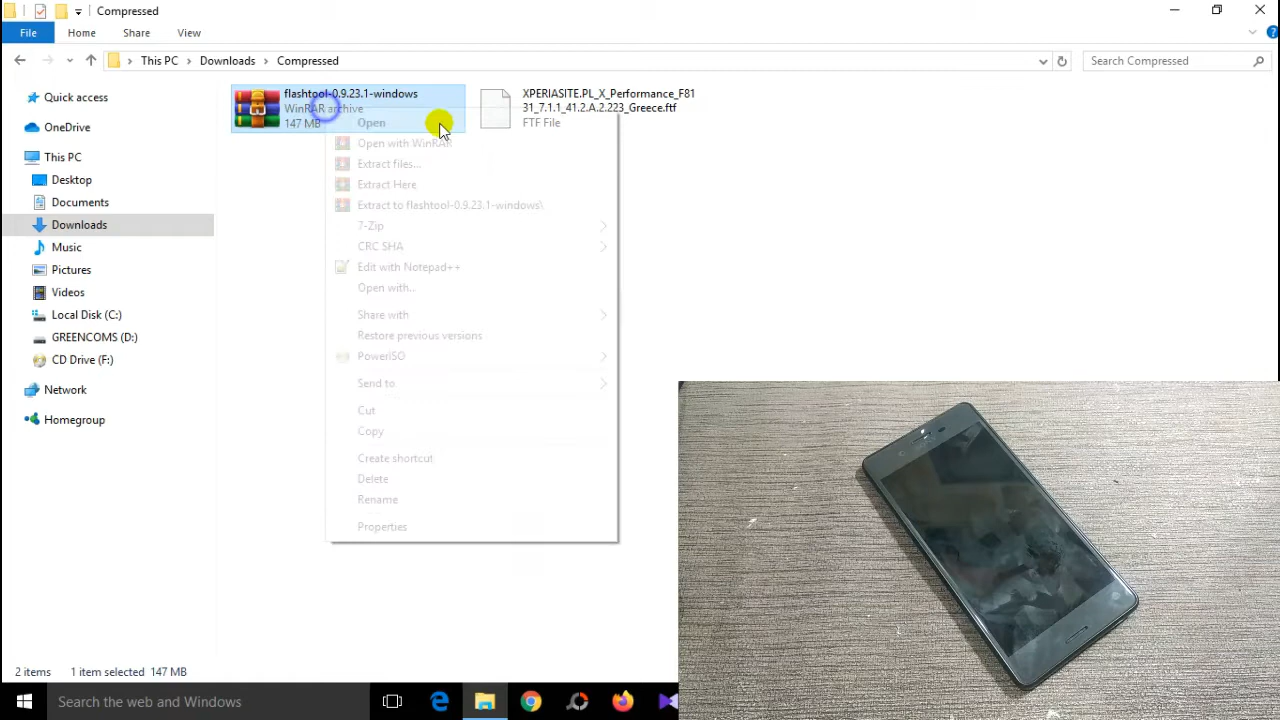 Compressed
File
Home
Share
View
This PC
Downloads
Compressed
Search Compressed
Quick access
OneDrive
This PC
Desktop
Documents
Downloads
Music
Pictures
Videos
Local Disk (C:)
GREENCOMS (D:)
CD Drive (F:)
Network
Homegroup
flashtool-0.9.23.1-windows
WinRAR archive
147 MB
XPERIASITE.PL_X_Performance_F81
31_7.1.1_41.2.A.2.223_Greece.ftf
FTF File
Open
Open with WinRAR
Extract files...
Extract Here
Extract to flashtool-0.9.23.1-windows\
7-Zip
CRC SHA
Edit with Notepad++
Open with...
Share with
Restore previous versions
PowerISO
Send to
Cut
Copy
Create shortcut
Delete
Rename
Properties
2 items
1 item selected 147 MB
Search the web and Windows